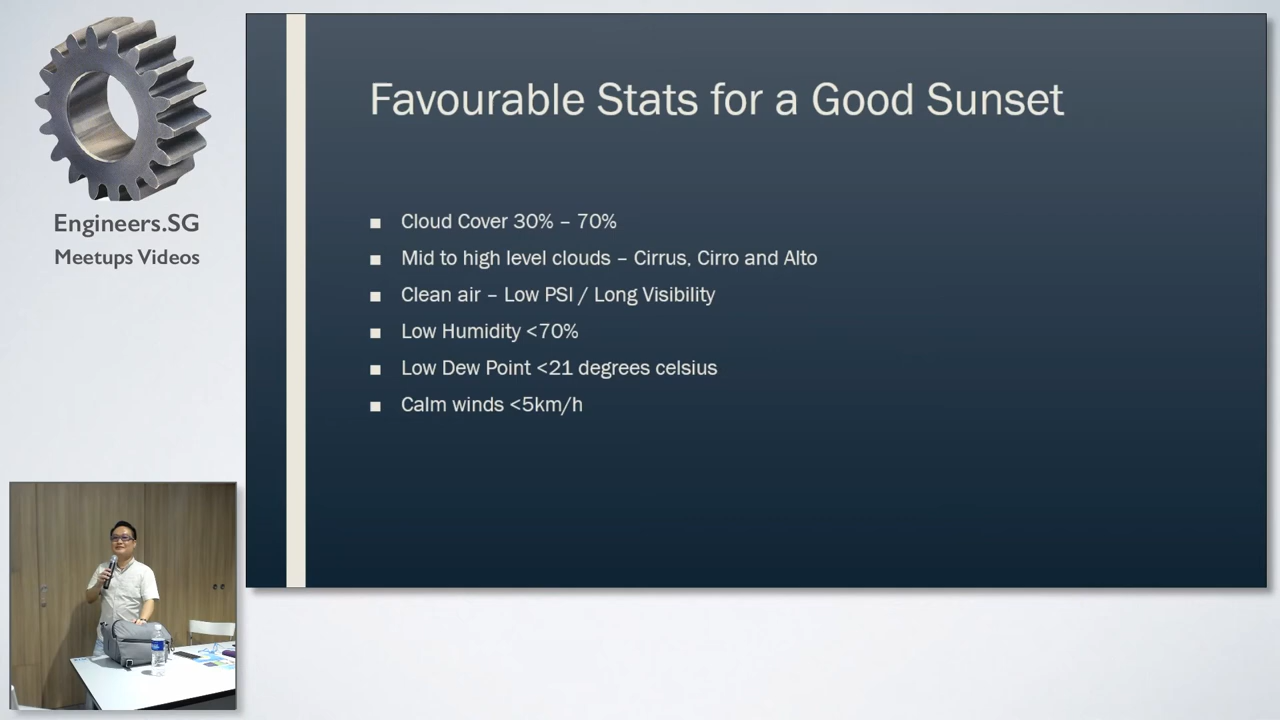 Engineers.SG
Meetups Videos
Favourable Stats for a Good Sunset
■ Cloud Cover 30% – 70%
■ Mid to high level clouds – Cirrus, Cirro and Alto
■ Clean air – Low PSI / Long Visibility
■ Low Humidity <70%
■ Low Dew Point <21 degrees celsius
■ Calm winds <5km/h